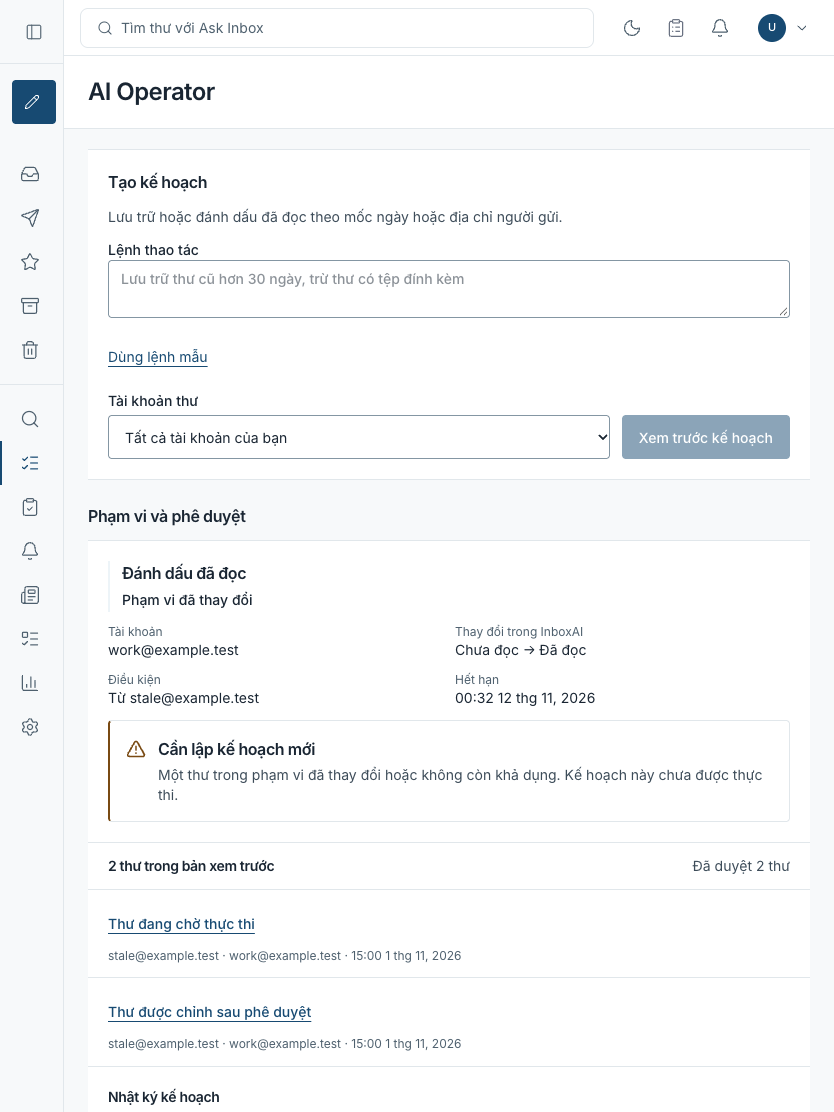 Tìm thư với Ask Inbox
U
AI Operator
Tạo kế hoạch
Lưu trữ hoặc đánh dấu đã đọc theo mốc ngày hoặc địa chỉ người gửi.
Lệnh thao tác
Lưu trữ thư cũ hơn 30 ngày, trừ thư có tệp đính kèm
Dùng lệnh mẫu
Tài khoản thư
Tất cả tài khoản của bạn
Xem trước kế hoạch
Phạm vi và phê duyệt
Đánh dấu đã đọc
Phạm vi đã thay đổi
Tài khoản
work@example.test
Thay đổi trong InboxAI
Chưa đọc → Đã đọc
Điều kiện
Từ stale@example.test
Hết hạn
00:32 12 thg 11, 2026
Cần lập kế hoạch mới
Một thư trong phạm vi đã thay đổi hoặc không còn khả dụng. Kế hoạch này chưa được thực
thi.
2 thư trong bản xem trước
Đã duyệt 2 thư
Thư đang chờ thực thi
stale@example.test · work@example.test · 15:00 1 thg 11, 2026
Thư được chỉnh sau phê duyệt
stale@example.test · work@example.test · 15:00 1 thg 11, 2026
Nhật ký kế hoạch